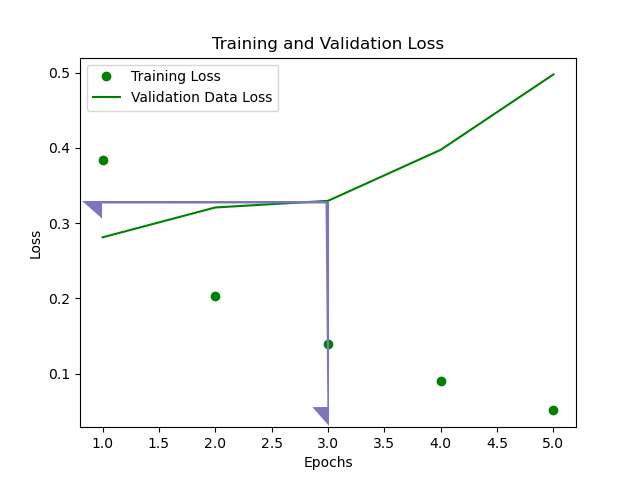 Training and Validation Loss
Training Loss
Validation Data Loss
0.5
0.4
0.3
0.2
0.1
Loss
1.0 1.5 2.0 2.5 3.0 3.5 4.0 4.5 5.0
Epochs